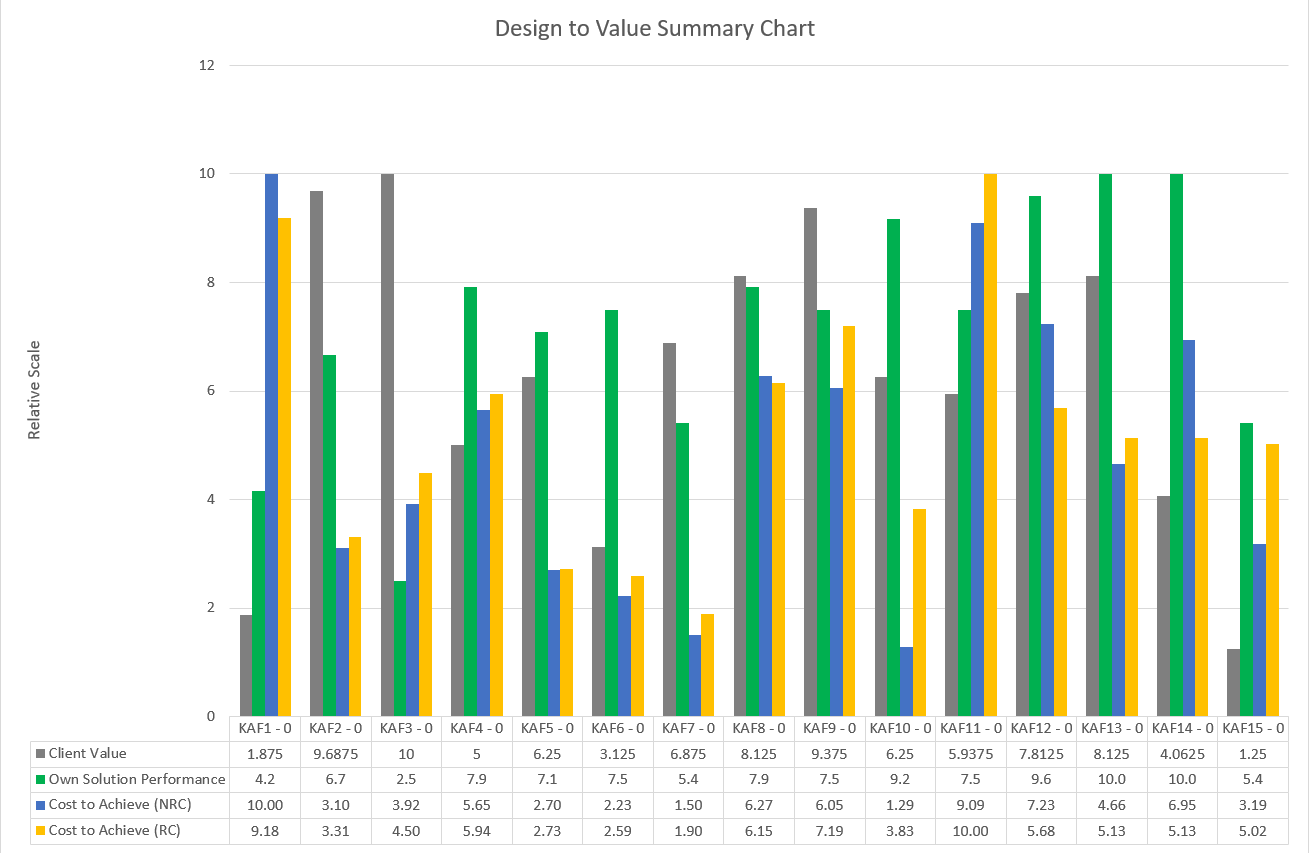 Design to Value Summary Chart
12
10
8
6
4
2
0
Relative Scale
KAF1 - 0 KAF2 - 0 KAF3 - 0 KAF4 - 0 KAF5 - 0 KAF6 - 0 KAF7 - 0 KAF8 - 0 KAF9 - 0 KAF10 - 0 KAF11 - 0 KAF12 - 0 KAF13 - 0 KAF14 - 0 KAF15 - 0
Client Value 1.875 9.6875 10 5 6.25 3.125 6.875 8.125 9.375 6.25 5.9375 7.8125 8.125 4.0625 1.25
Own Solution Performance 4.2 6.7 2.5 7.9 7.1 7.5 5.4 7.9 7.5 9.2 7.5 9.6 10.0 10.0 5.4
Cost to Achieve (NRC) 10.00 3.10 3.92 5.65 2.70 2.23 1.50 6.27 6.05 1.29 9.09 7.23 4.66 6.95 3.19
Cost to Achieve (RC) 9.18 3.31 4.50 5.94 2.73 2.59 1.90 6.15 7.19 3.83 10.00 5.68 5.13 5.13 5.02